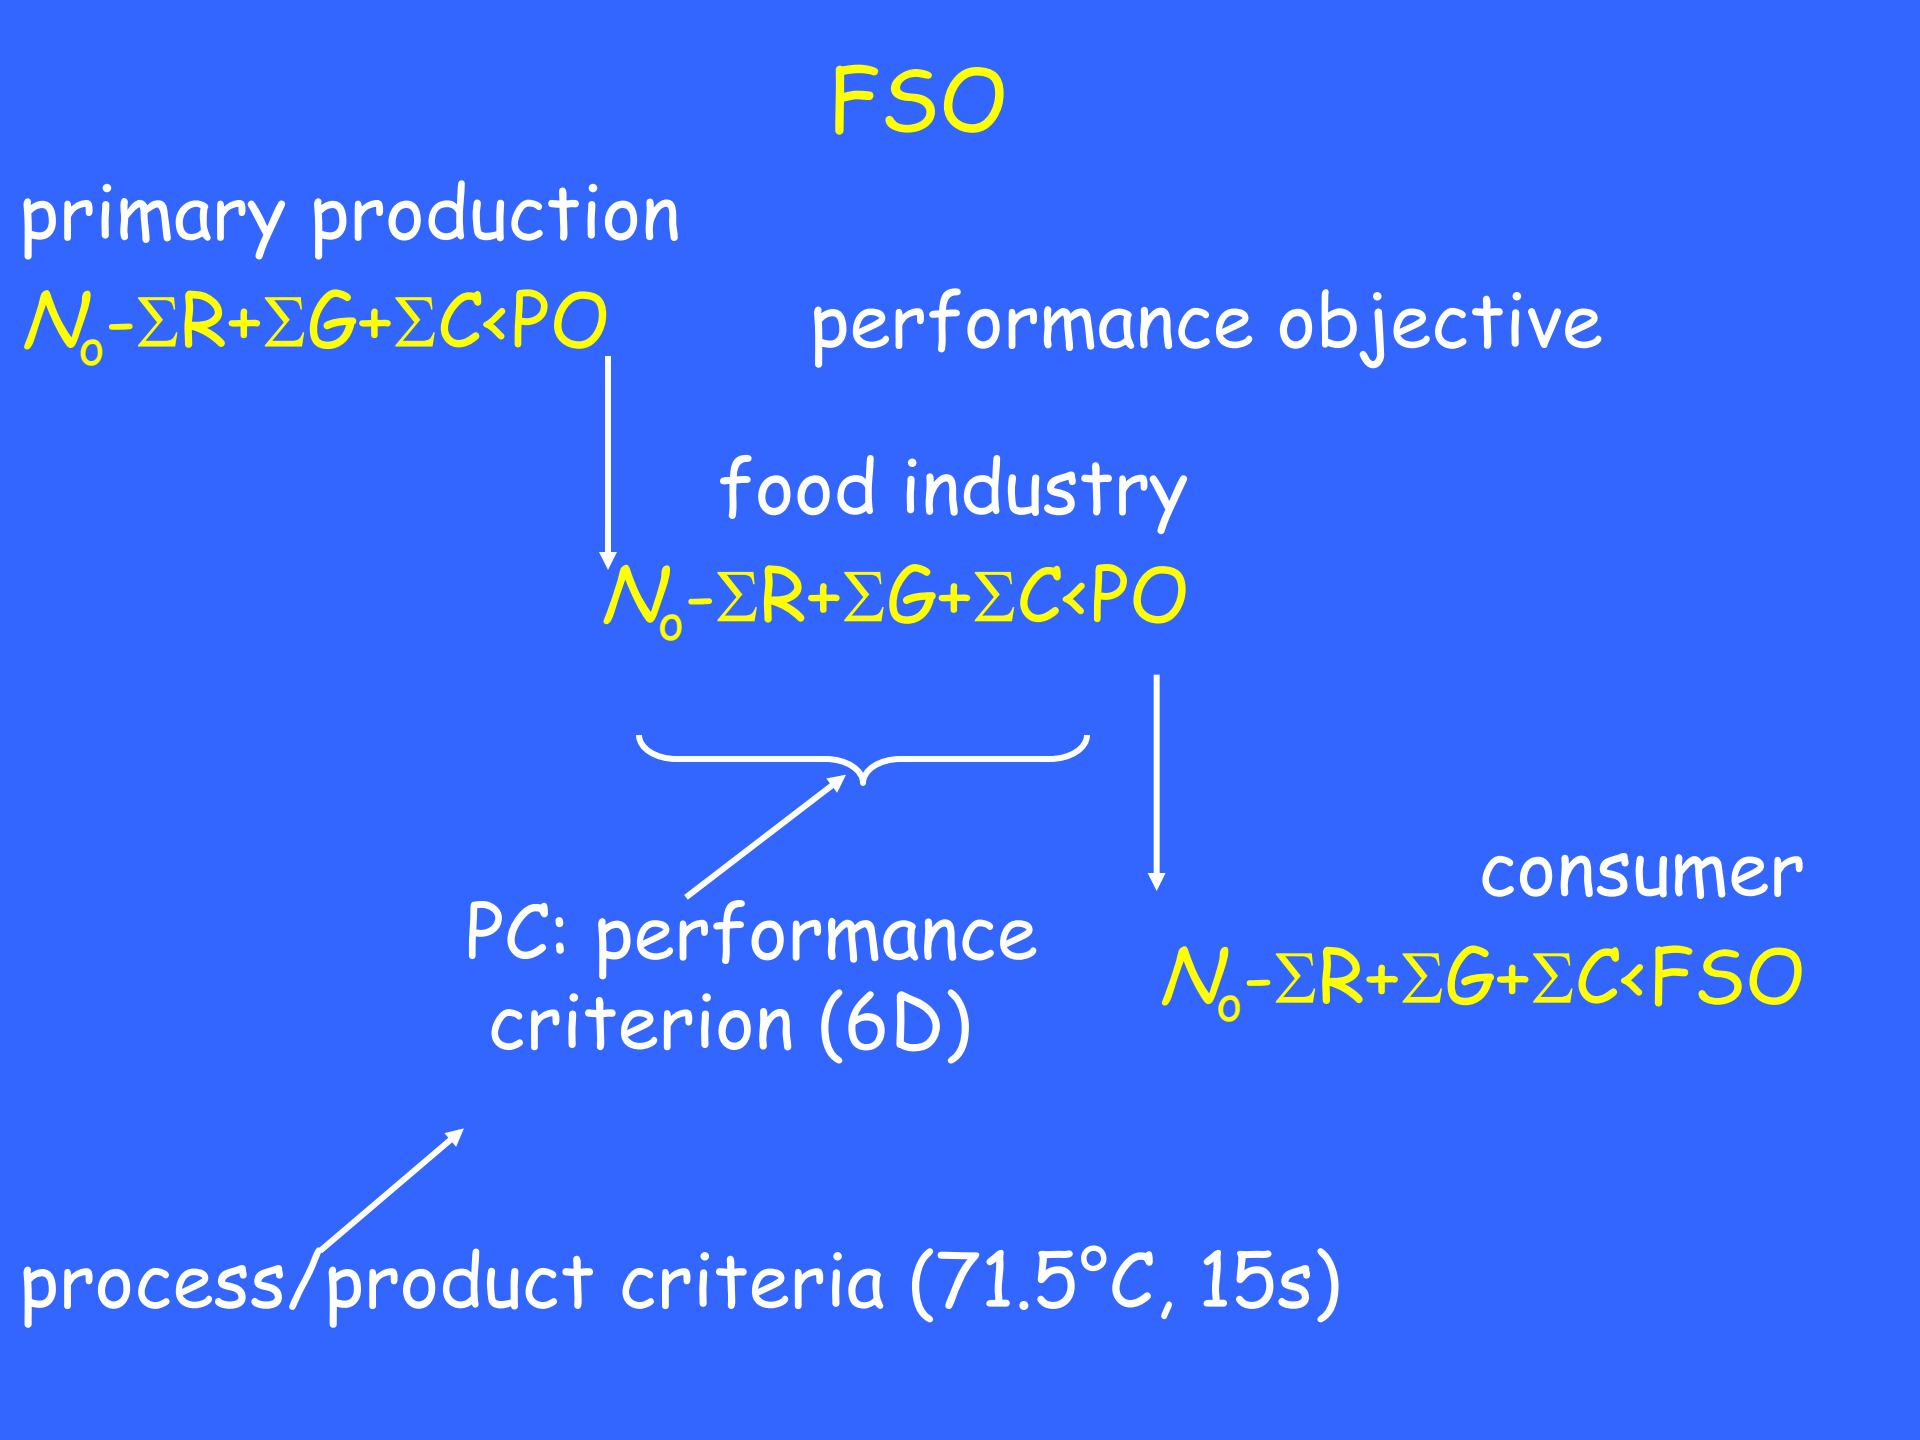 FSO
primary production
N₀-ΣR+ΣG+ΣC<PO
performance objective
food industry
N₀-ΣR+ΣG+ΣC<PO
consumer
PC: performance
criterion (6D)
N₀-ΣR+ΣG+ΣC<FSO
process/product criteria (71.5°C, 15s)